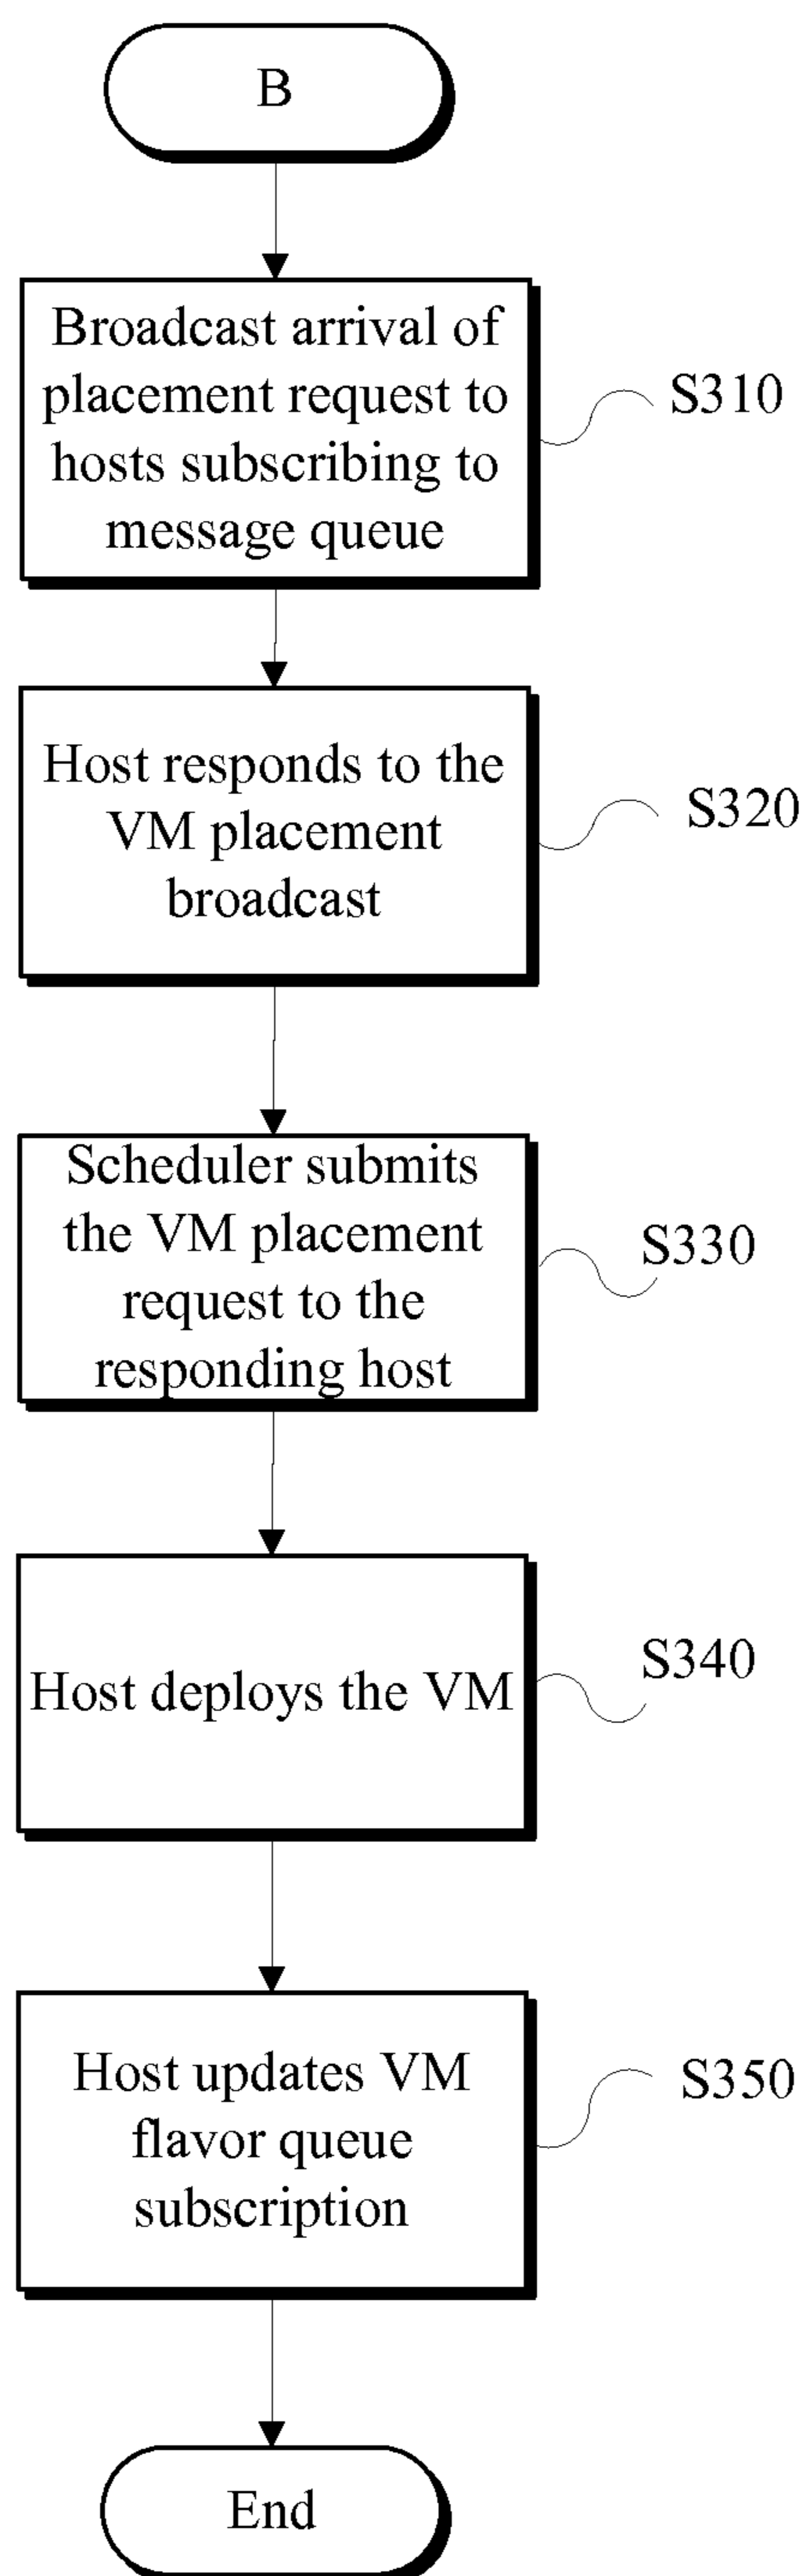 B
Broadcast arrival of
placement request to
hosts subscribing to
message queue
S310
Host responds to the
VM placement
broadcast
S320
Scheduler submits
the VM placement
request to the
responding host
S330
Host deploys the VM
S340
Host updates VM
flavor queue
subscription
S350
End